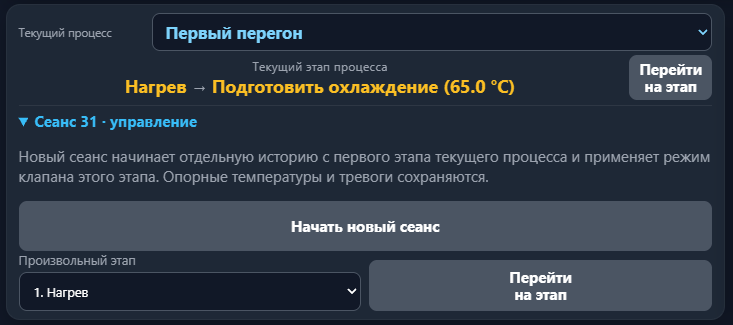 Текущий процесс
Первый перегон
Текущий этап процесса
Нагрев → Подготовить охлаждение (65.0 °C)
Перейти
на этап
▼ Сеанс 31 · управление
Новый сеанс начинает отдельную историю с первого этапа текущего процесса и применяет режим
клапана этого этапа. Опорные температуры и тревоги сохраняются.
Начать новый сеанс
Произвольный этап
1. Нагрев
Перейти
на этап